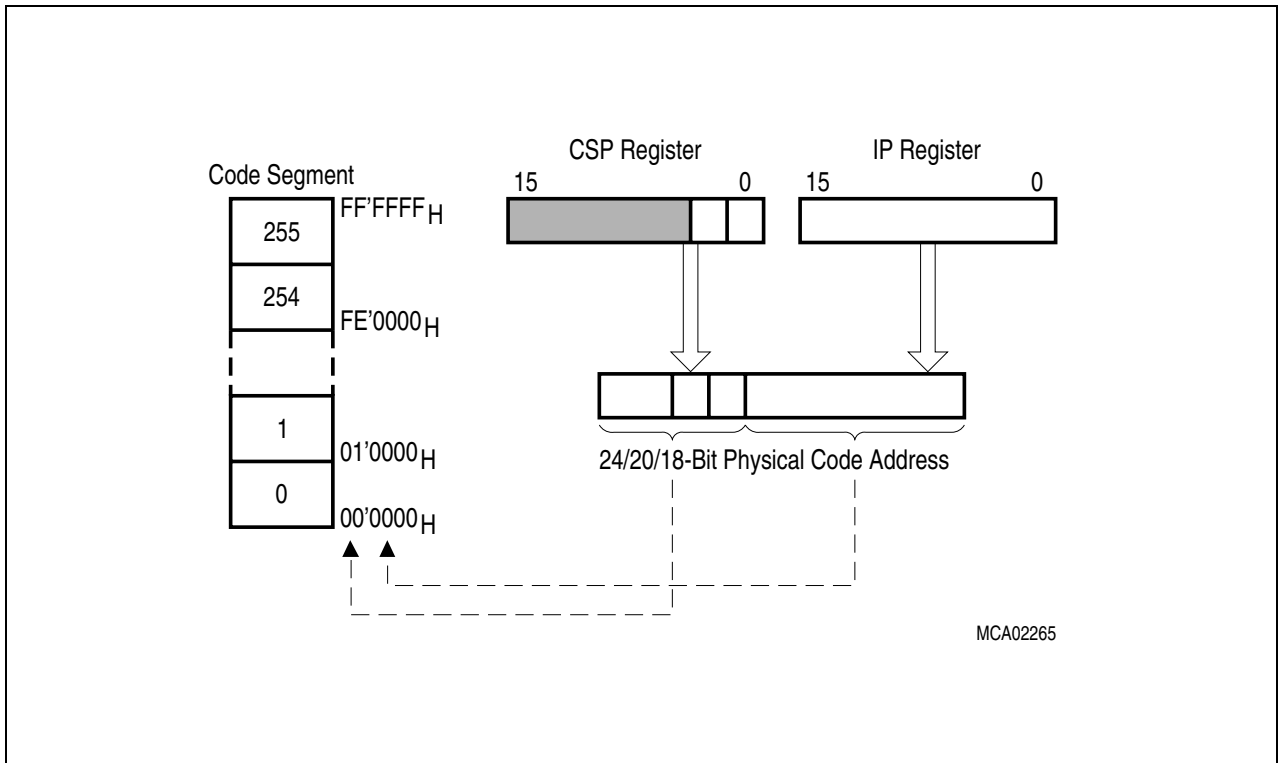 CSP Register
IP Register
Code Segment
15 0
15 0
FF'FFFFH
255
254
FE'0000H
1
01'0000H
24/20/18-Bit Physical Code Address
0
00'0000H
MCA02265